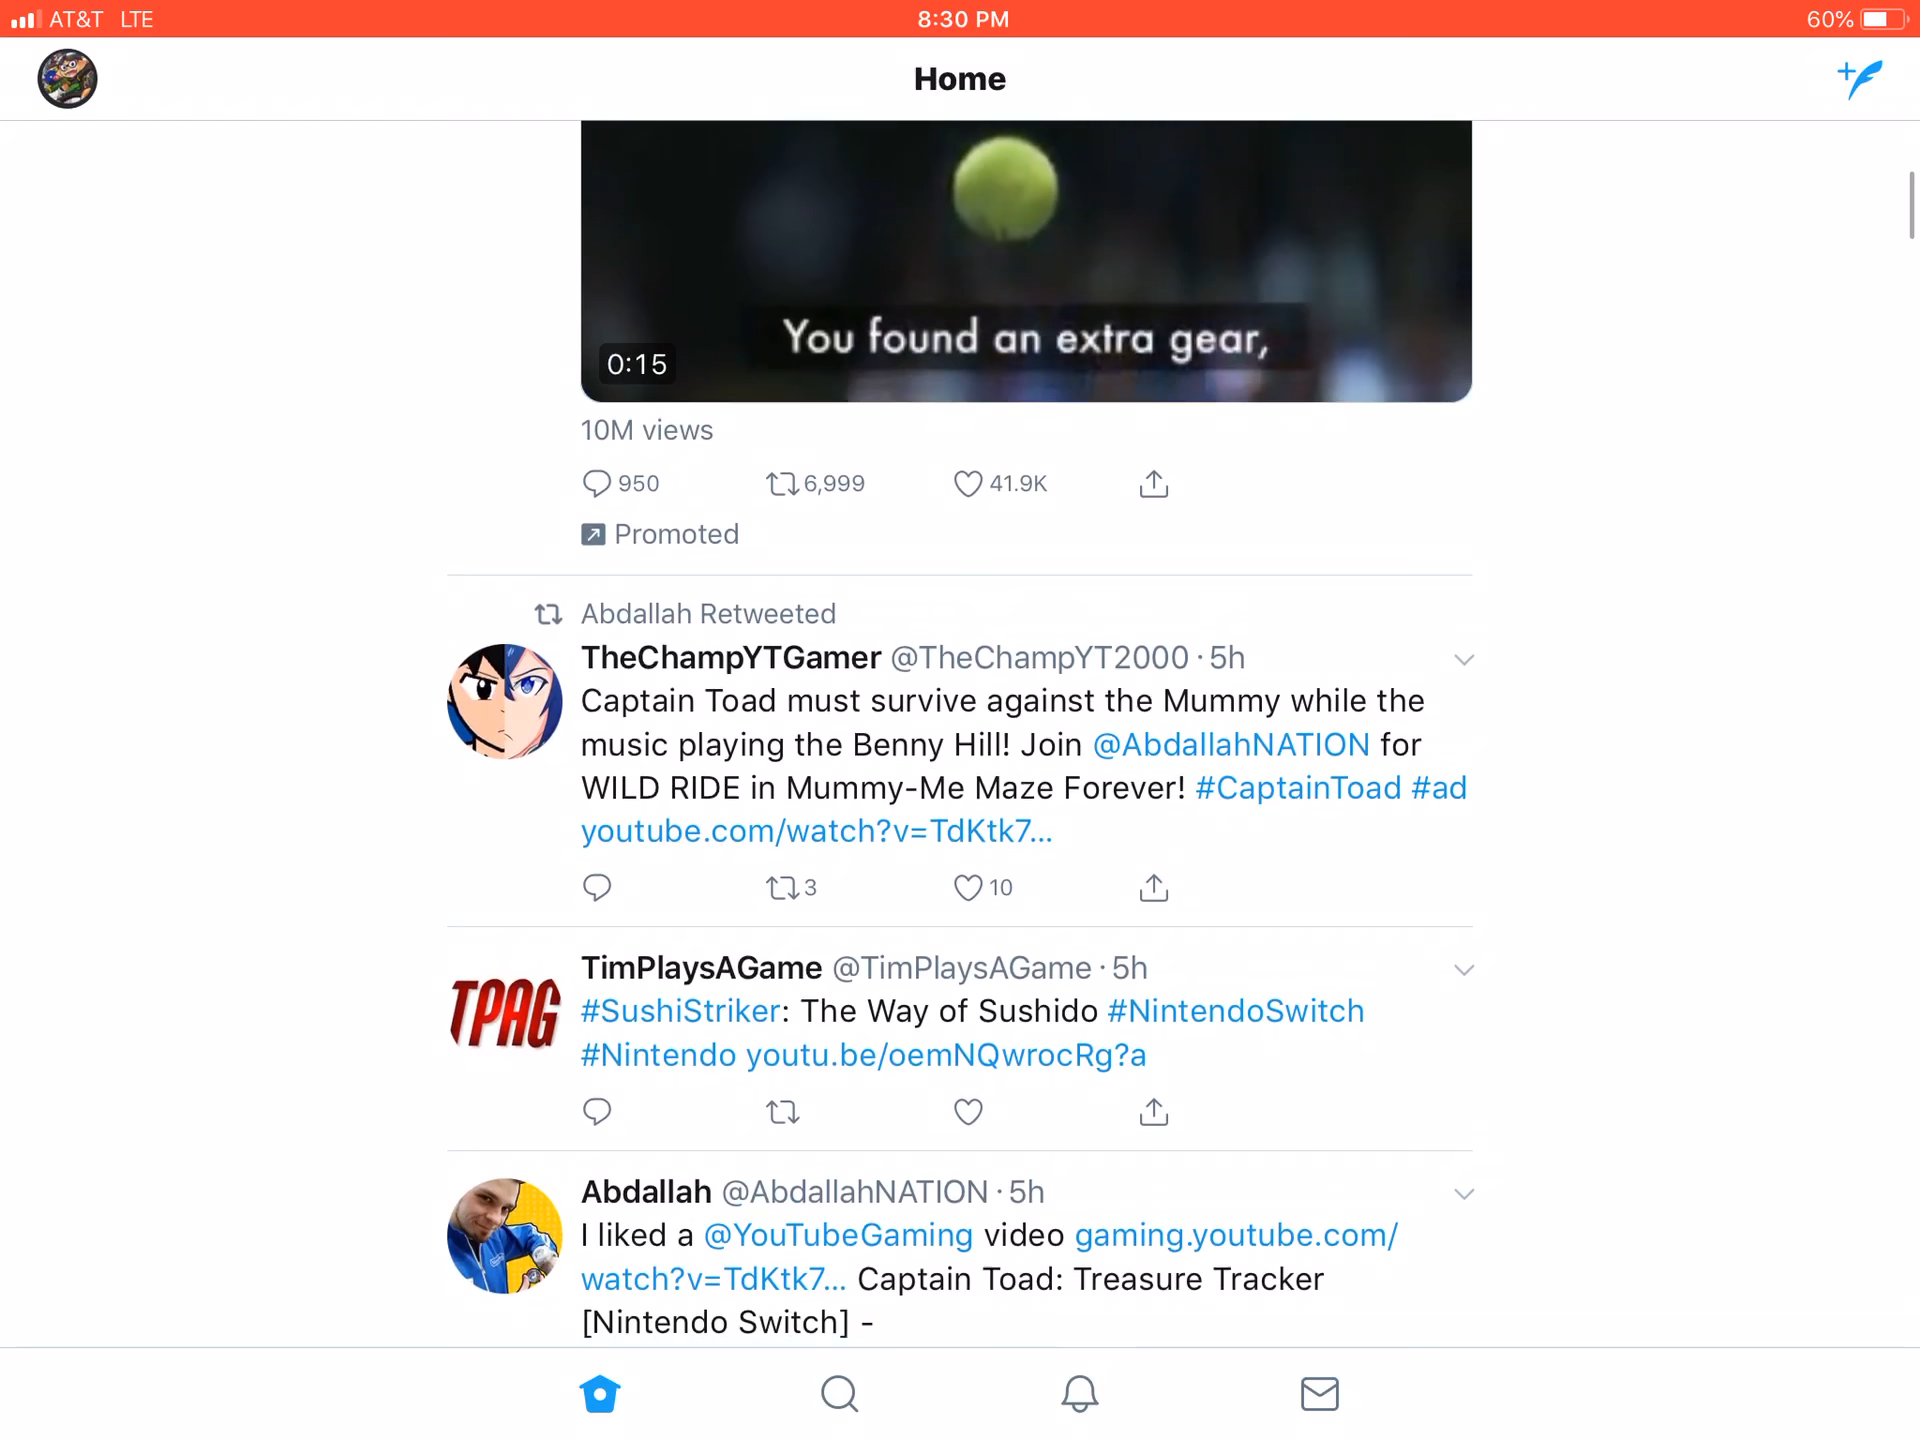 AT&T LTE 8:30 PM 60%
Home
You found an extra gear,
0:15
10M views
950 6,999 41.9K
Promoted
Abdallah Retweeted
TheChampYTGamer @TheChampYT2000 · 5h
Captain Toad must survive against the Mummy while the
music playing the Benny Hill! Join @AbdallahNATION for
WILD RIDE in Mummy-Me Maze Forever! #CaptainToad #ad
youtube.com/watch?v=TdKtk7...
3 10
TPAG
TimPlaysAGame @TimPlaysAGame · 5h
#SushiStriker: The Way of Sushido #NintendoSwitch
#Nintendo youtu.be/oemNQwrocRg?a
Abdallah @AbdallahNATION · 5h
I liked a @YouTubeGaming video gaming.youtube.com/
watch?v=TdKtk7... Captain Toad: Treasure Tracker
[Nintendo Switch] -